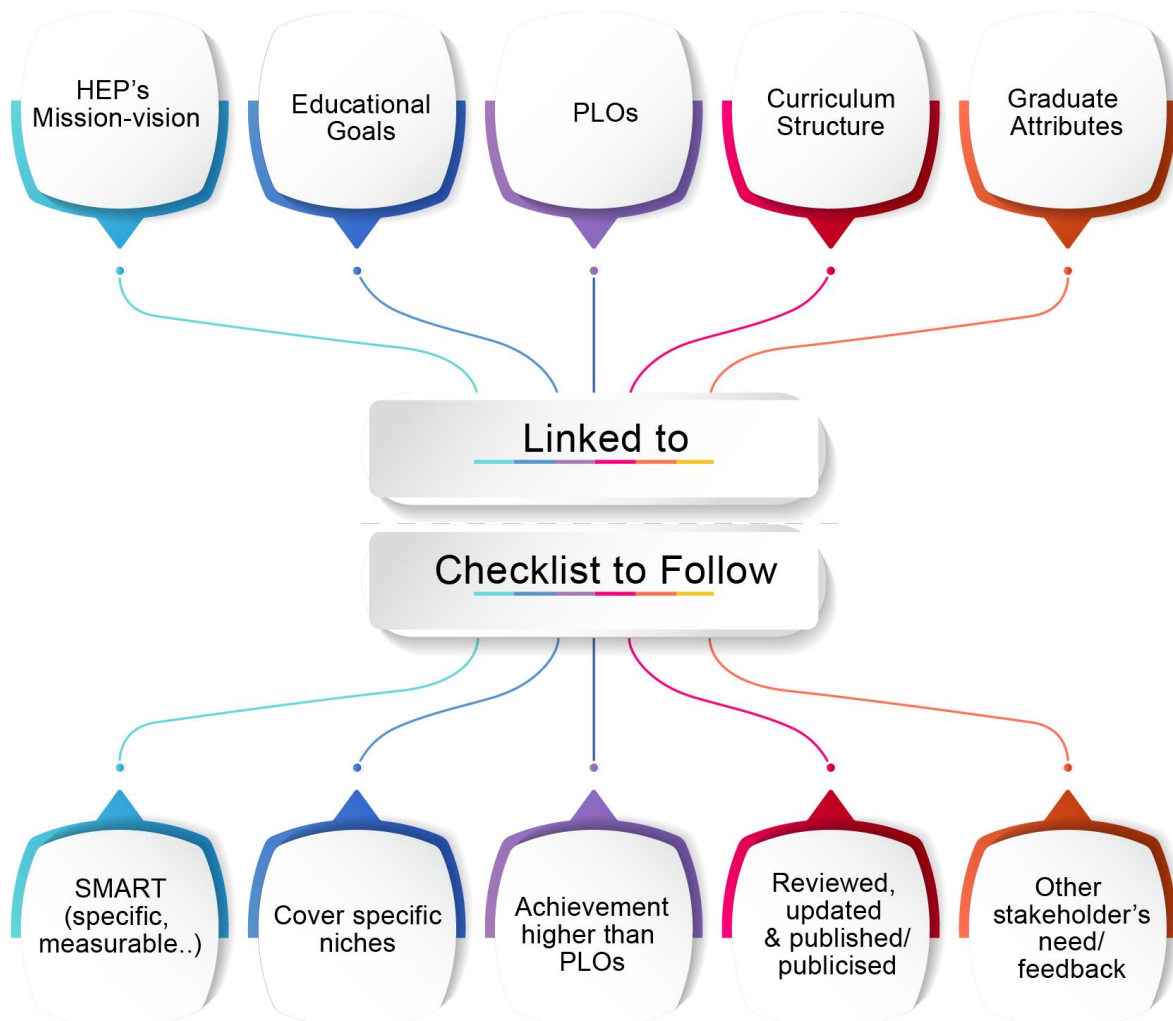 HEP's
Mission-vision
Educational
Goals
PLOs
Curriculum
Structure
Graduate
Attributes
Linked to
Checklist to Follow
SMART
(specific,
measurable..)
Cover specific
niches
Achievement
higher than
PLOs
Reviewed,
updated
& published/
publicised
Other
stakeholder's
need/
feedback